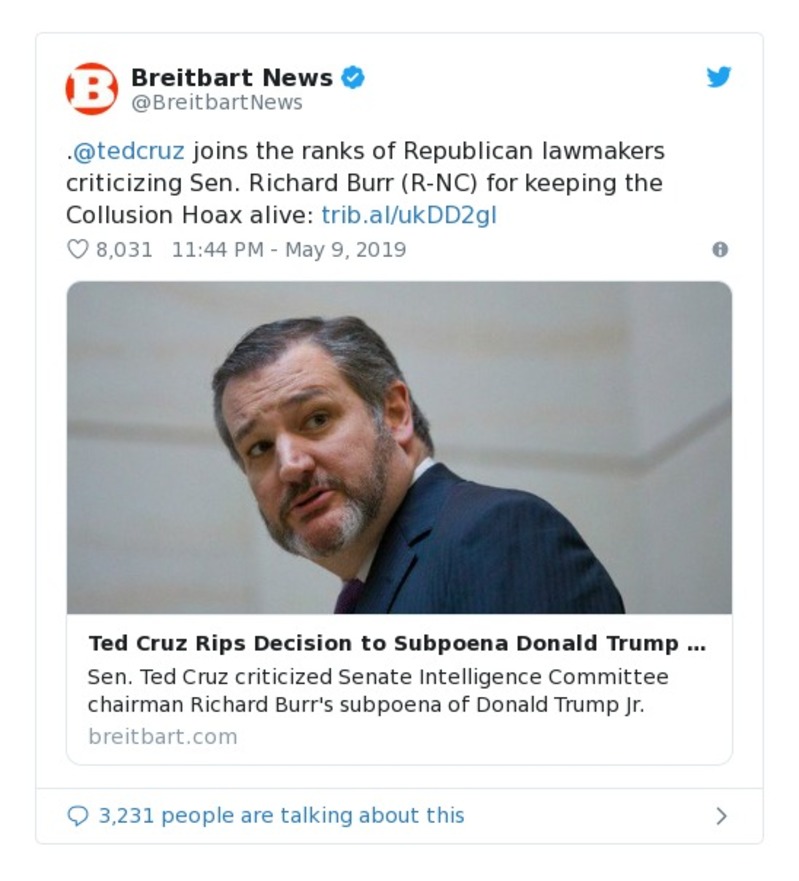 B
Breitbart News
@BreitbartNews
.@tedcruz joins the ranks of Republican lawmakers
criticizing Sen. Richard Burr (R-NC) for keeping the
Collusion Hoax alive: trib.al/ukDD2gI
8,031 11:44 PM - May 9, 2019
Ted Cruz Rips Decision to Subpoena Donald Trump ...
Sen. Ted Cruz criticized Senate Intelligence Committee
chairman Richard Burr's subpoena of Donald Trump Jr.
breitbart.com
3,231 people are talking about this